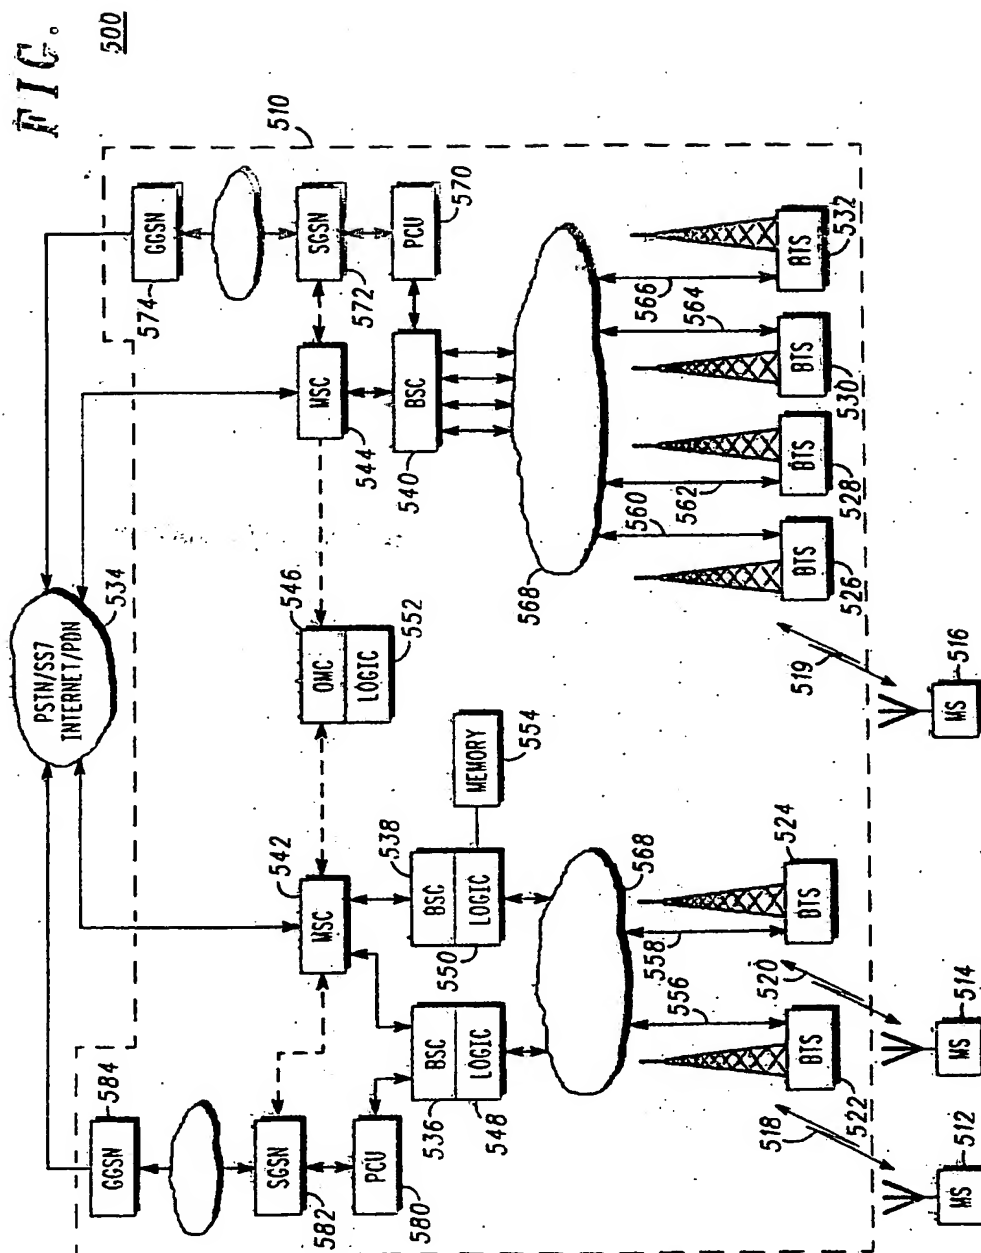 FIG.
500
510
PSTN/SS7
INTERNET/PDN
534
584
GGSN
574
GGSN
582
SGSN
542
MSC
546
OMC
LOGIC
552
544
MSC
572
SGSN
580
PCU
536
BSC
LOGIC
548
538
BSC
LOGIC
550
MEMORY
554
540
BSC
PCU
570
568
568
556
558
560
562
564
566
BTS
522
BTS
524
BTS
526
BTS
528
BTS
530
BTS
532
518
520
519
MS
512
MS
514
MS
516